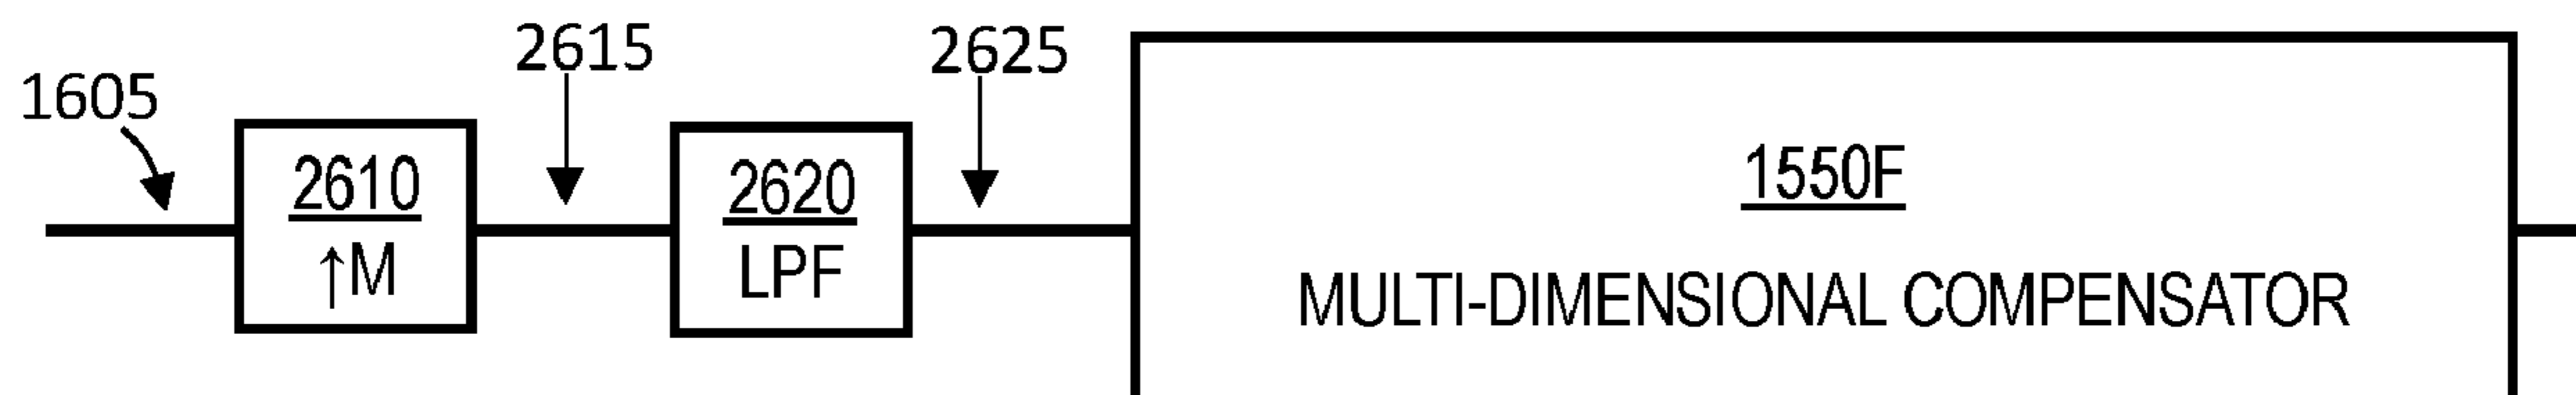 1605
2615
2625
2610
↑M
2620
LPF
1550F
MULTI-DIMENSIONAL COMPENSATOR